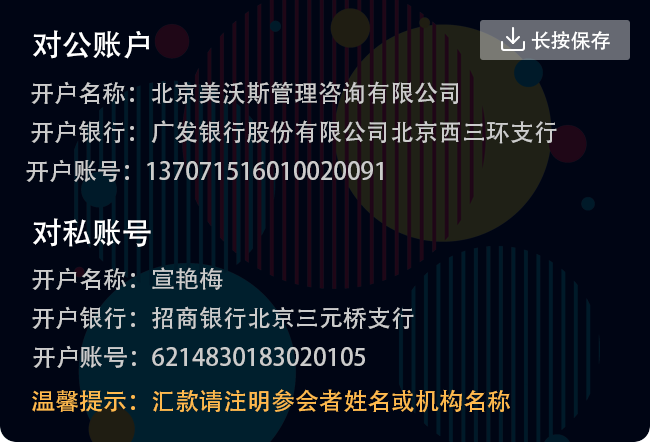 对公账户
长按保存
开户名称：北京美沃斯管理咨询有限公司
开户银行：广发银行股份有限公司北京西三环支行
开户账号：137071516010020091
对私账号
开户名称：宣艳梅
开户银行：招商银行北京三元桥支行
开户账号：6214830183020105
温馨提示：汇款请注明参会者姓名或机构名称